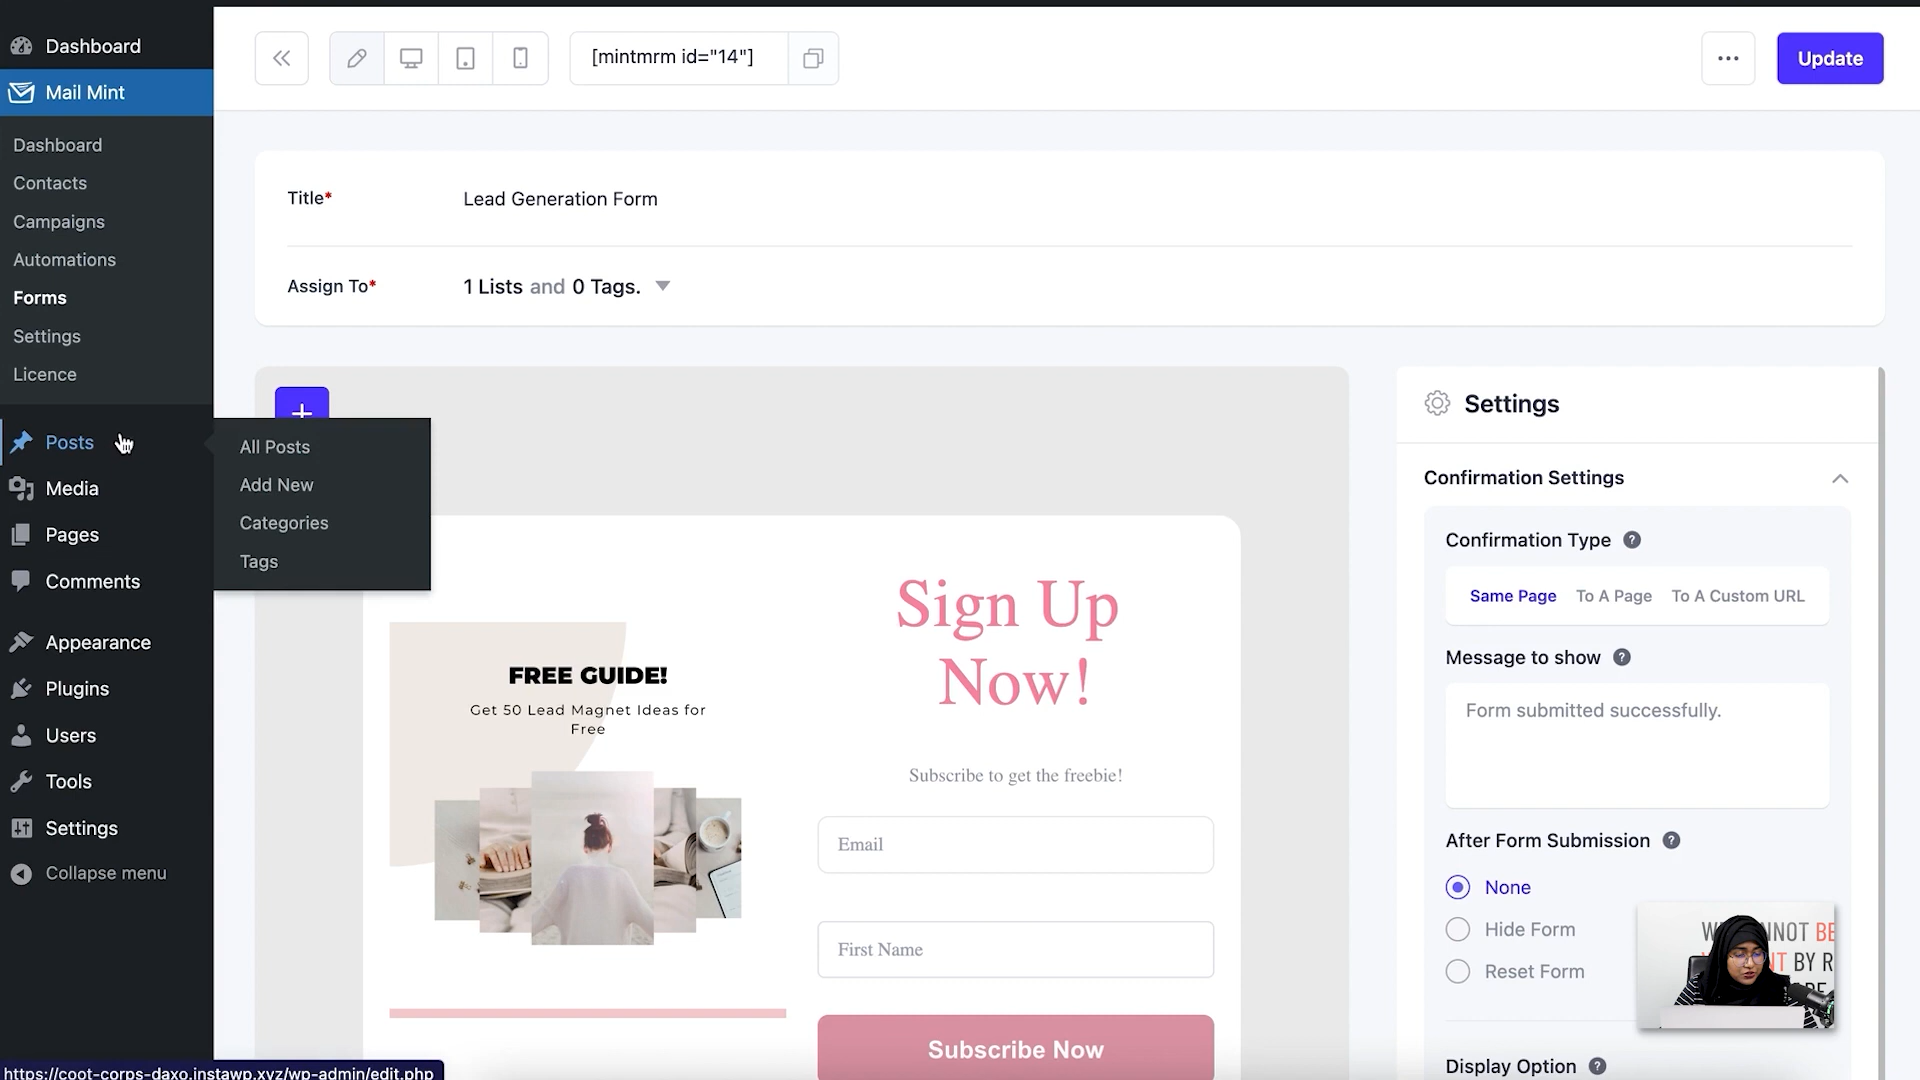 Dashboard
Mail Mint
Dashboard
Contacts
Campaigns
Automations
Forms
Settings
Licence
Posts
Media
Pages
Comments
Appearance
Plugins
Users
Tools
Settings
Collapse menu
All Posts
Add New
Categories
Tags
[mintmrm id="14"]
Update
Title*
Lead Generation Form
Assign To*
1 Lists and 0 Tags.
FREE GUIDE!
Get 50 Lead Magnet Ideas for
Free
Sign Up
Now!
Subscribe to get the freebie!
Email
First Name
Subscribe Now
Settings
Confirmation Settings
Confirmation Type
Same Page To A Page To A Custom URL
Message to show
Form submitted successfully.
After Form Submission
None
Hide Form
Reset Form
Display Option
BY R
https://coot-corps-daxo.instawp.xyz/wp-admin/edit.php